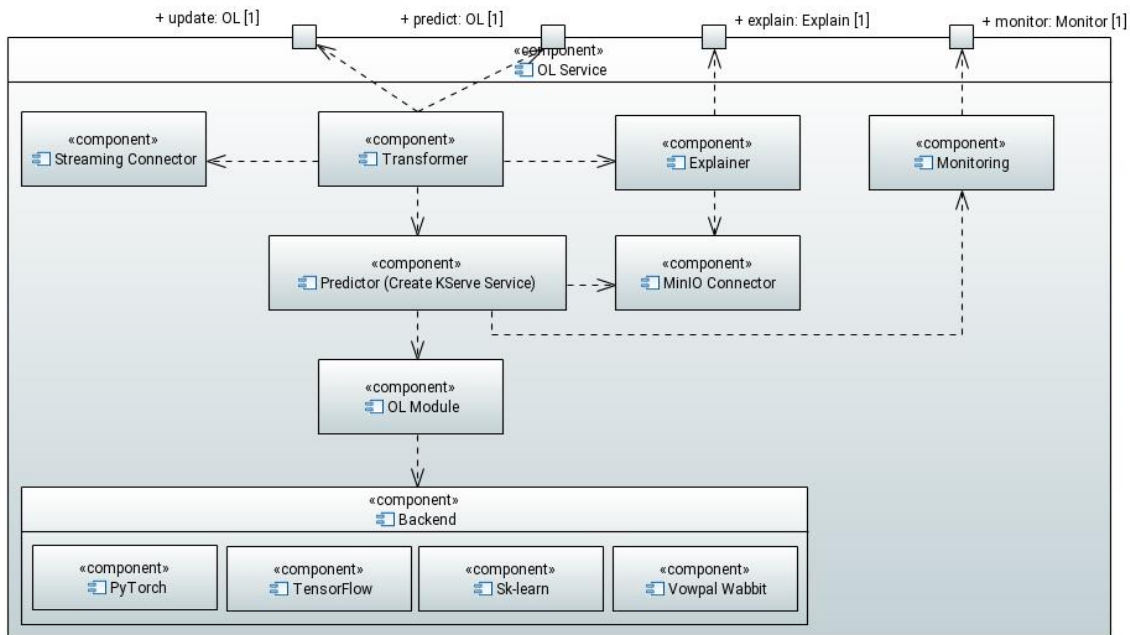 + update: OL [1]
+ predict: OL [1]
+ explain: Explain [1]
+ monitor: Monitor [1]
«component»
OL Service
«component»
Streaming Connector
«component»
Transformer
«component»
Explainer
«component»
Monitoring
«component»
Predictor (Create KServe Service)
«component»
MinIO Connector
«component»
OL Module
«component»
Backend
«component»
PyTorch
«component»
TensorFlow
«component»
Sk-learn
«component»
Vowpal Wabbit